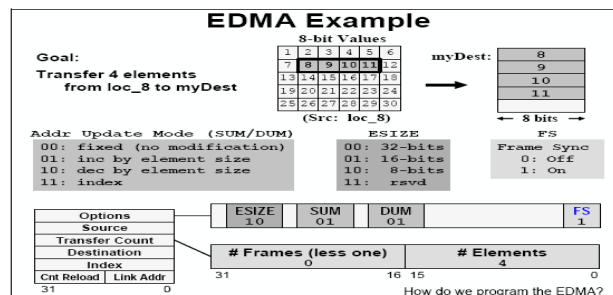 EDMA Example
Goal:
Transfer 4 elements
from loc_8 to myDest
8-bit Values
1 2 3 4 5 6
7 8 9 10 11 12
13 14 15 16 17 18
19 20 21 22 23 24
25 26 27 28 29 30
(Src: loc_8)
myDest:
8
9
10
11
8 bits
Addr Update Mode (SUM/DUM)
00: fixed (no modification)
01: inc by element size
10: dec by element size
11: index
ESIZE
00: 32-bits
01: 16-bits
10: 8-bits
11: rsvd
FS
Frame Sync
0: Off
1: On
Options
Source
Transfer Count
Destination
Index
Cnt Reload Link Addr
31 0
ESIZE SUM DUM FS
10 01 01 1
# Frames (less one) # Elements
0 4
31 16 15 0
How do we program the EDMA?